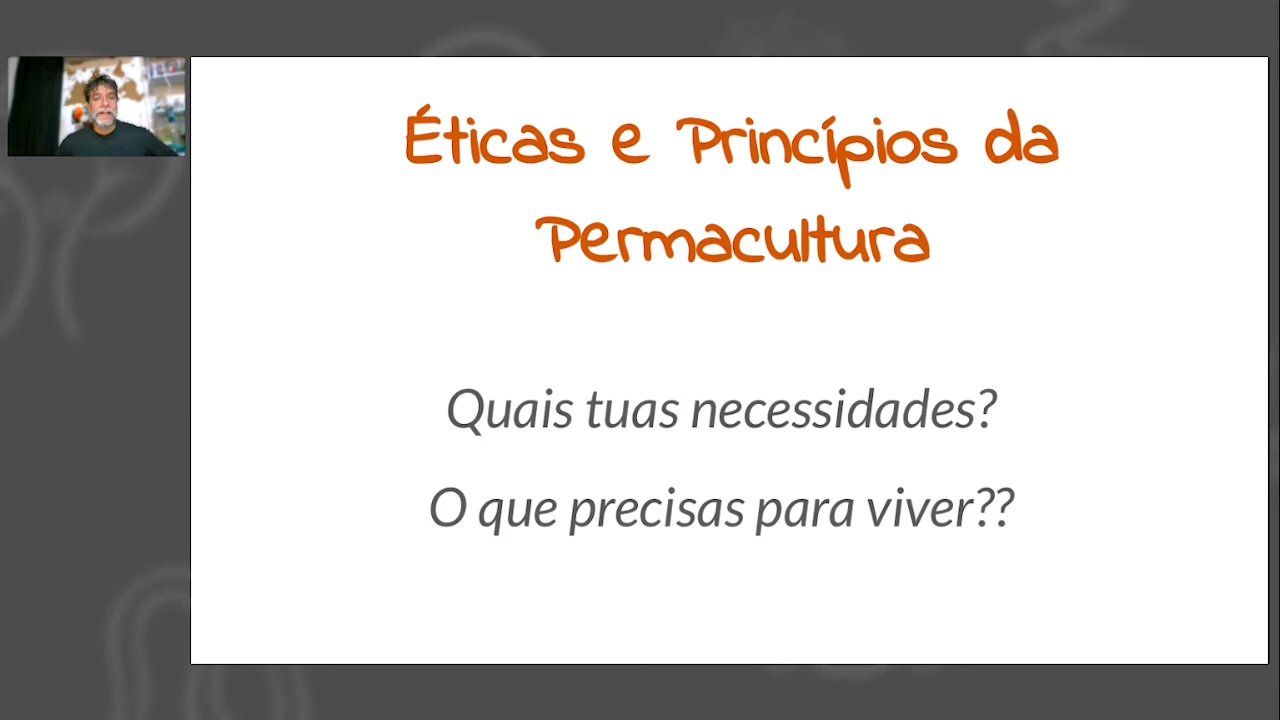 Éticas e Princípios da
Permacultura
Quais tuas necessidades?
O que precisas para viver??